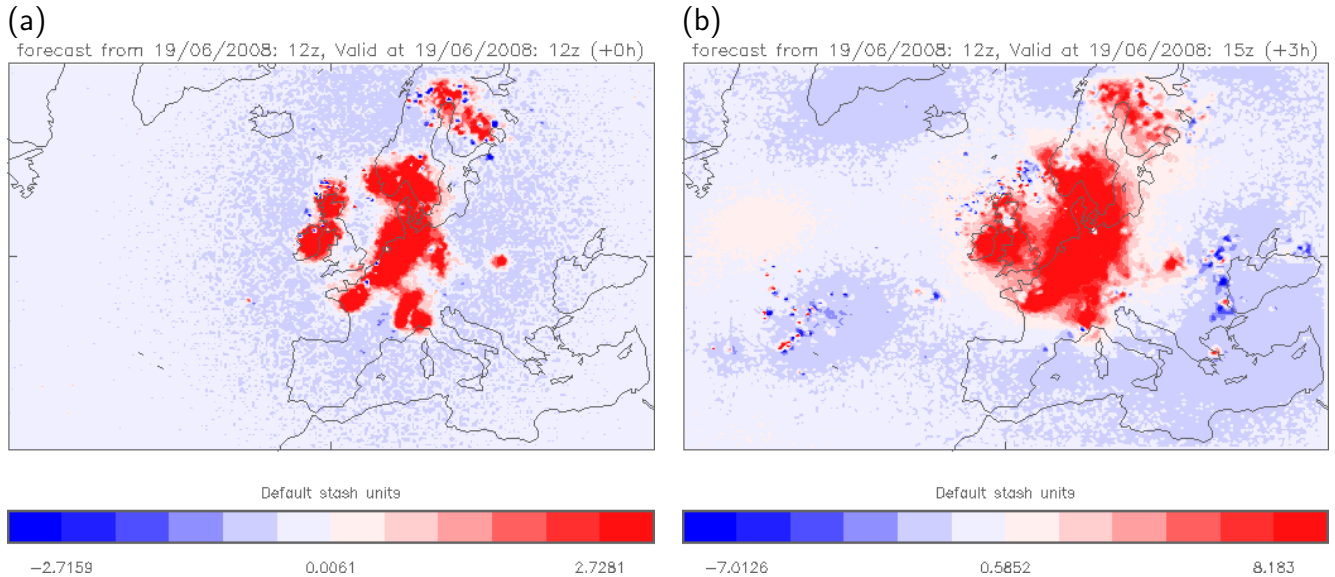 (a)
forecast from 19/06/2008: 12z, Valid at 19/06/2008: 12z (+0h)
Default stash units
−2.7159 0.0061 2.7281
(b)
forecast from 19/06/2008: 12z, Valid at 19/06/2008: 15z (+3h)
Default stash units
−7.0126 0.5852 8.183